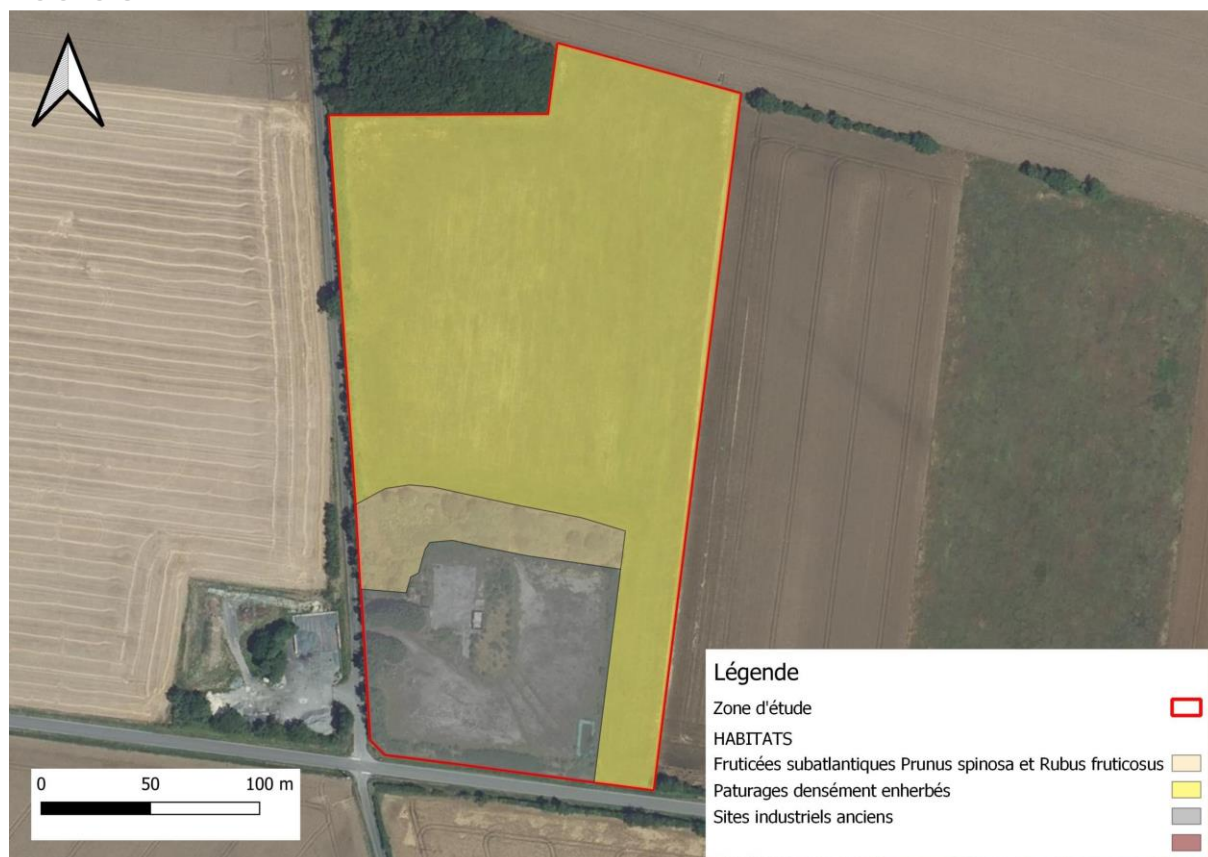 Légende
Zone d'étude
HABITATS
Fruticées subatlantiques Prunus spinosa et Rubus fruticosus
Paturages densément enherbés
Sites industriels anciens
0 50 100 m